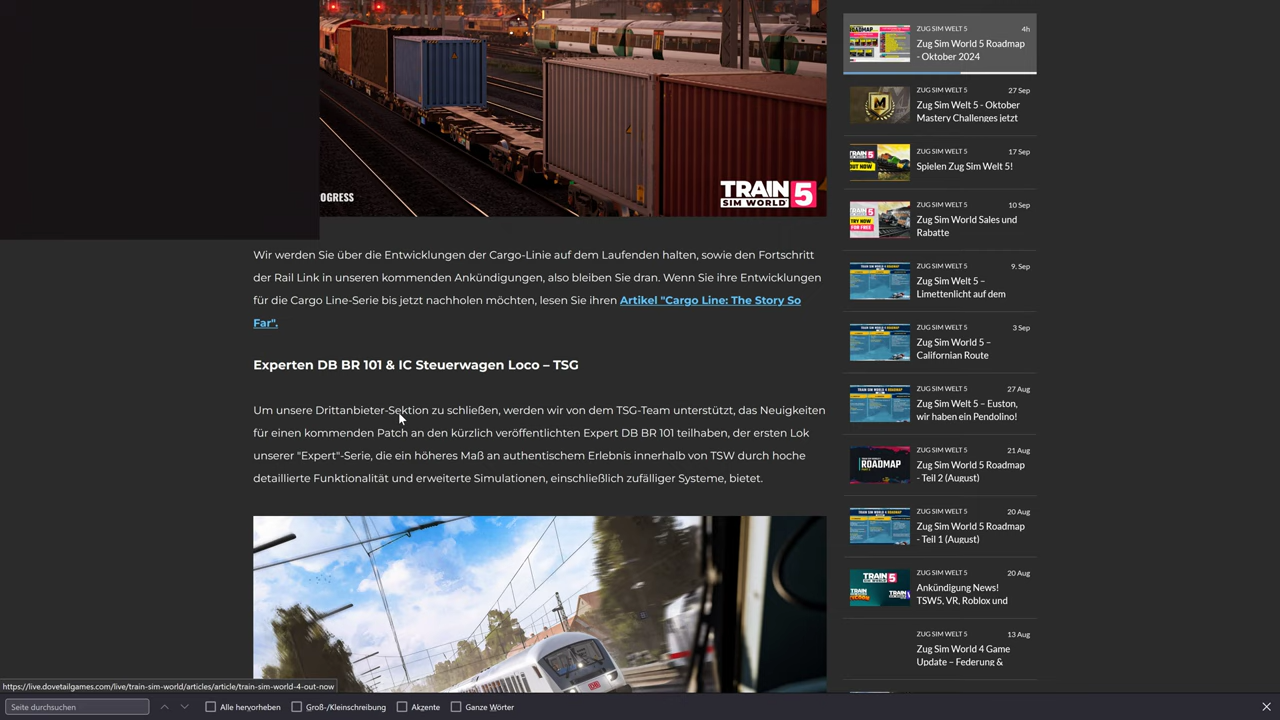 OGRESS
TRAIN 5
SIM WORLD
Wir werden Sie über die Entwicklungen der Cargo-Linie auf dem Laufenden halten, sowie den Fortschritt
der Rail Link in unseren kommenden Ankündigungen, also bleiben Sie dran. Wenn Sie ihre Entwicklungen
für die Cargo Line-Serie bis jetzt nachholen möchten, lesen Sie ihren Artikel "Cargo Line: The Story So
Far".
Experten DB BR 101 & IC Steuerwagen Loco – TSG
Um unsere Drittanbieter-Sektion zu schließen, werden wir von dem TSG-Team unterstützt, das Neuigkeiten
für einen kommenden Patch an den kürzlich veröffentlichten Expert DB BR 101 teilhaben, der ersten Lok
unserer "Expert"-Serie, die ein höheres Maß an authentischem Erlebnis innerhalb von TSW durch hoche
detaillierte Funktionalität und erweiterte Simulationen, einschließlich zufälliger Systeme, bietet.
DB
ROADMAP
ZUG SIM WELT 5 4h
Zug Sim World 5 Roadmap
- Oktober 2024
ZUG SIM WELT 5 27 Sep
Zug Sim Welt 5 - Oktober
Mastery Challenges jetzt
ZUG SIM WELT 5 17 Sep
Spielen Zug Sim Welt 5!
ZUG SIM WELT 5 10 Sep
Zug Sim World Sales und
Rabatte
ZUG SIM WELT 5 9. Sep
Zug Sim Welt 5 –
Limettenlicht auf dem
ZUG SIM WELT 5 3 Sep
Zug Sim World 5 –
Californian Route
ZUG SIM WELT 5 27 Aug
Zug Sim Welt 5 – Euston,
wir haben ein Pendolino!
ROADMAP
ZUG SIM WELT 5 21 Aug
Zug Sim World 5 Roadmap
- Teil 2 (August)
ZUG SIM WELT 5 20 Aug
Zug Sim World 5 Roadmap
- Teil 1 (August)
TRAIN 5
ZUG SIM WELT 5 20 Aug
Ankündigung News!
TSW5, VR, Roblox und
ZUG SIM WELT 5 13 Aug
Zug Sim World 4 Game
Update – Federung &
https://live.dovetailgames.com/live/train-sim-world/articles/article/train-sim-world-4-out-now
Seite durchsuchen Alle hervorheben Groß-/Kleinschreibung Akzente Ganze Wörter